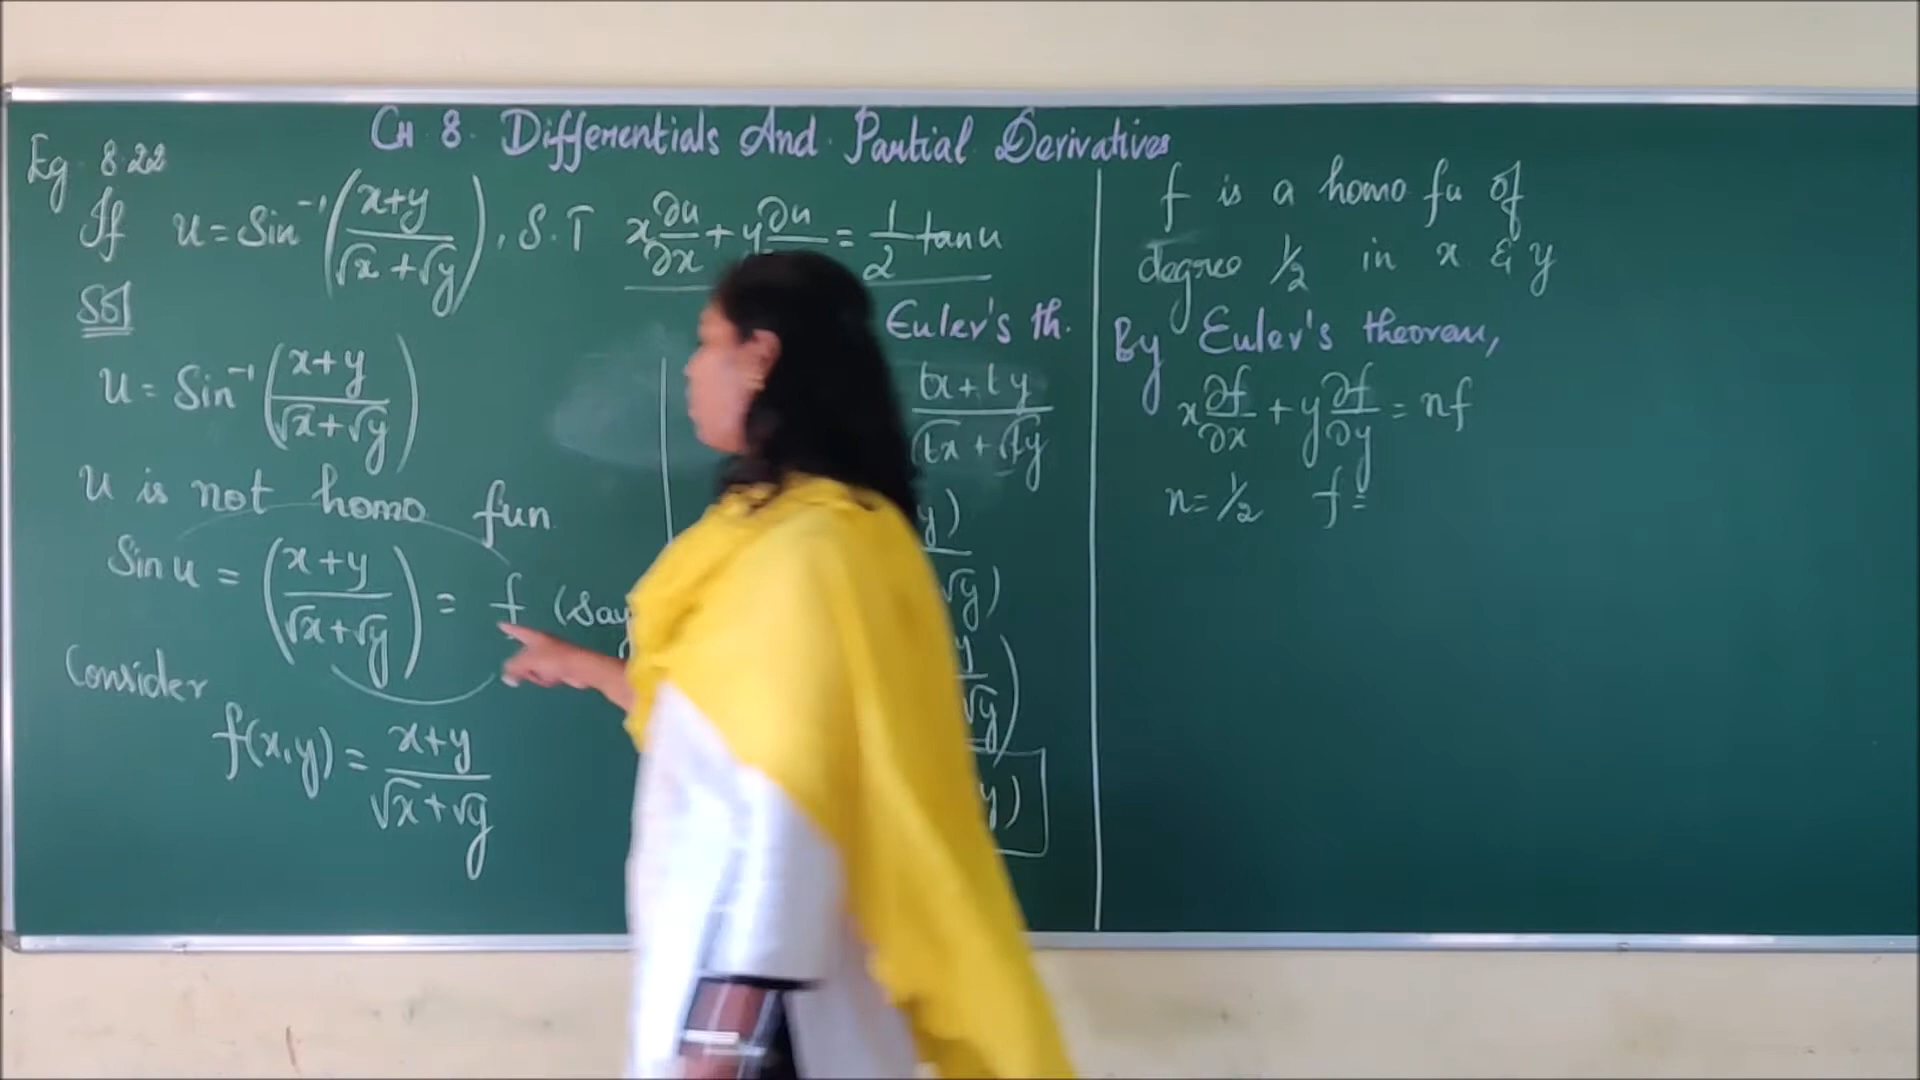 Ch 8. Differentials And Partial Derivatives
Eg 8.22
If u = Sin⁻¹((x+y)/(√x+√y)), S.T x ∂u/∂x + y ∂u = 1/2 tan u
Sol
u = Sin⁻¹((x+y)/(√x+√y))
u is not homo fun
Sin u = ((x+y)/(√x+√y)) = f (say
Consider
f(x,y) = (x+y)/(√x+√y)
Euler's th.
(tx+ty)/(√tx+√ty)
y)
√y)
y
√y)
y)
f is a homo fu of
degree 1/2 in x & y
By Euler's theorem,
x ∂f/∂x + y ∂f/∂y = nf
n = 1/2 f =